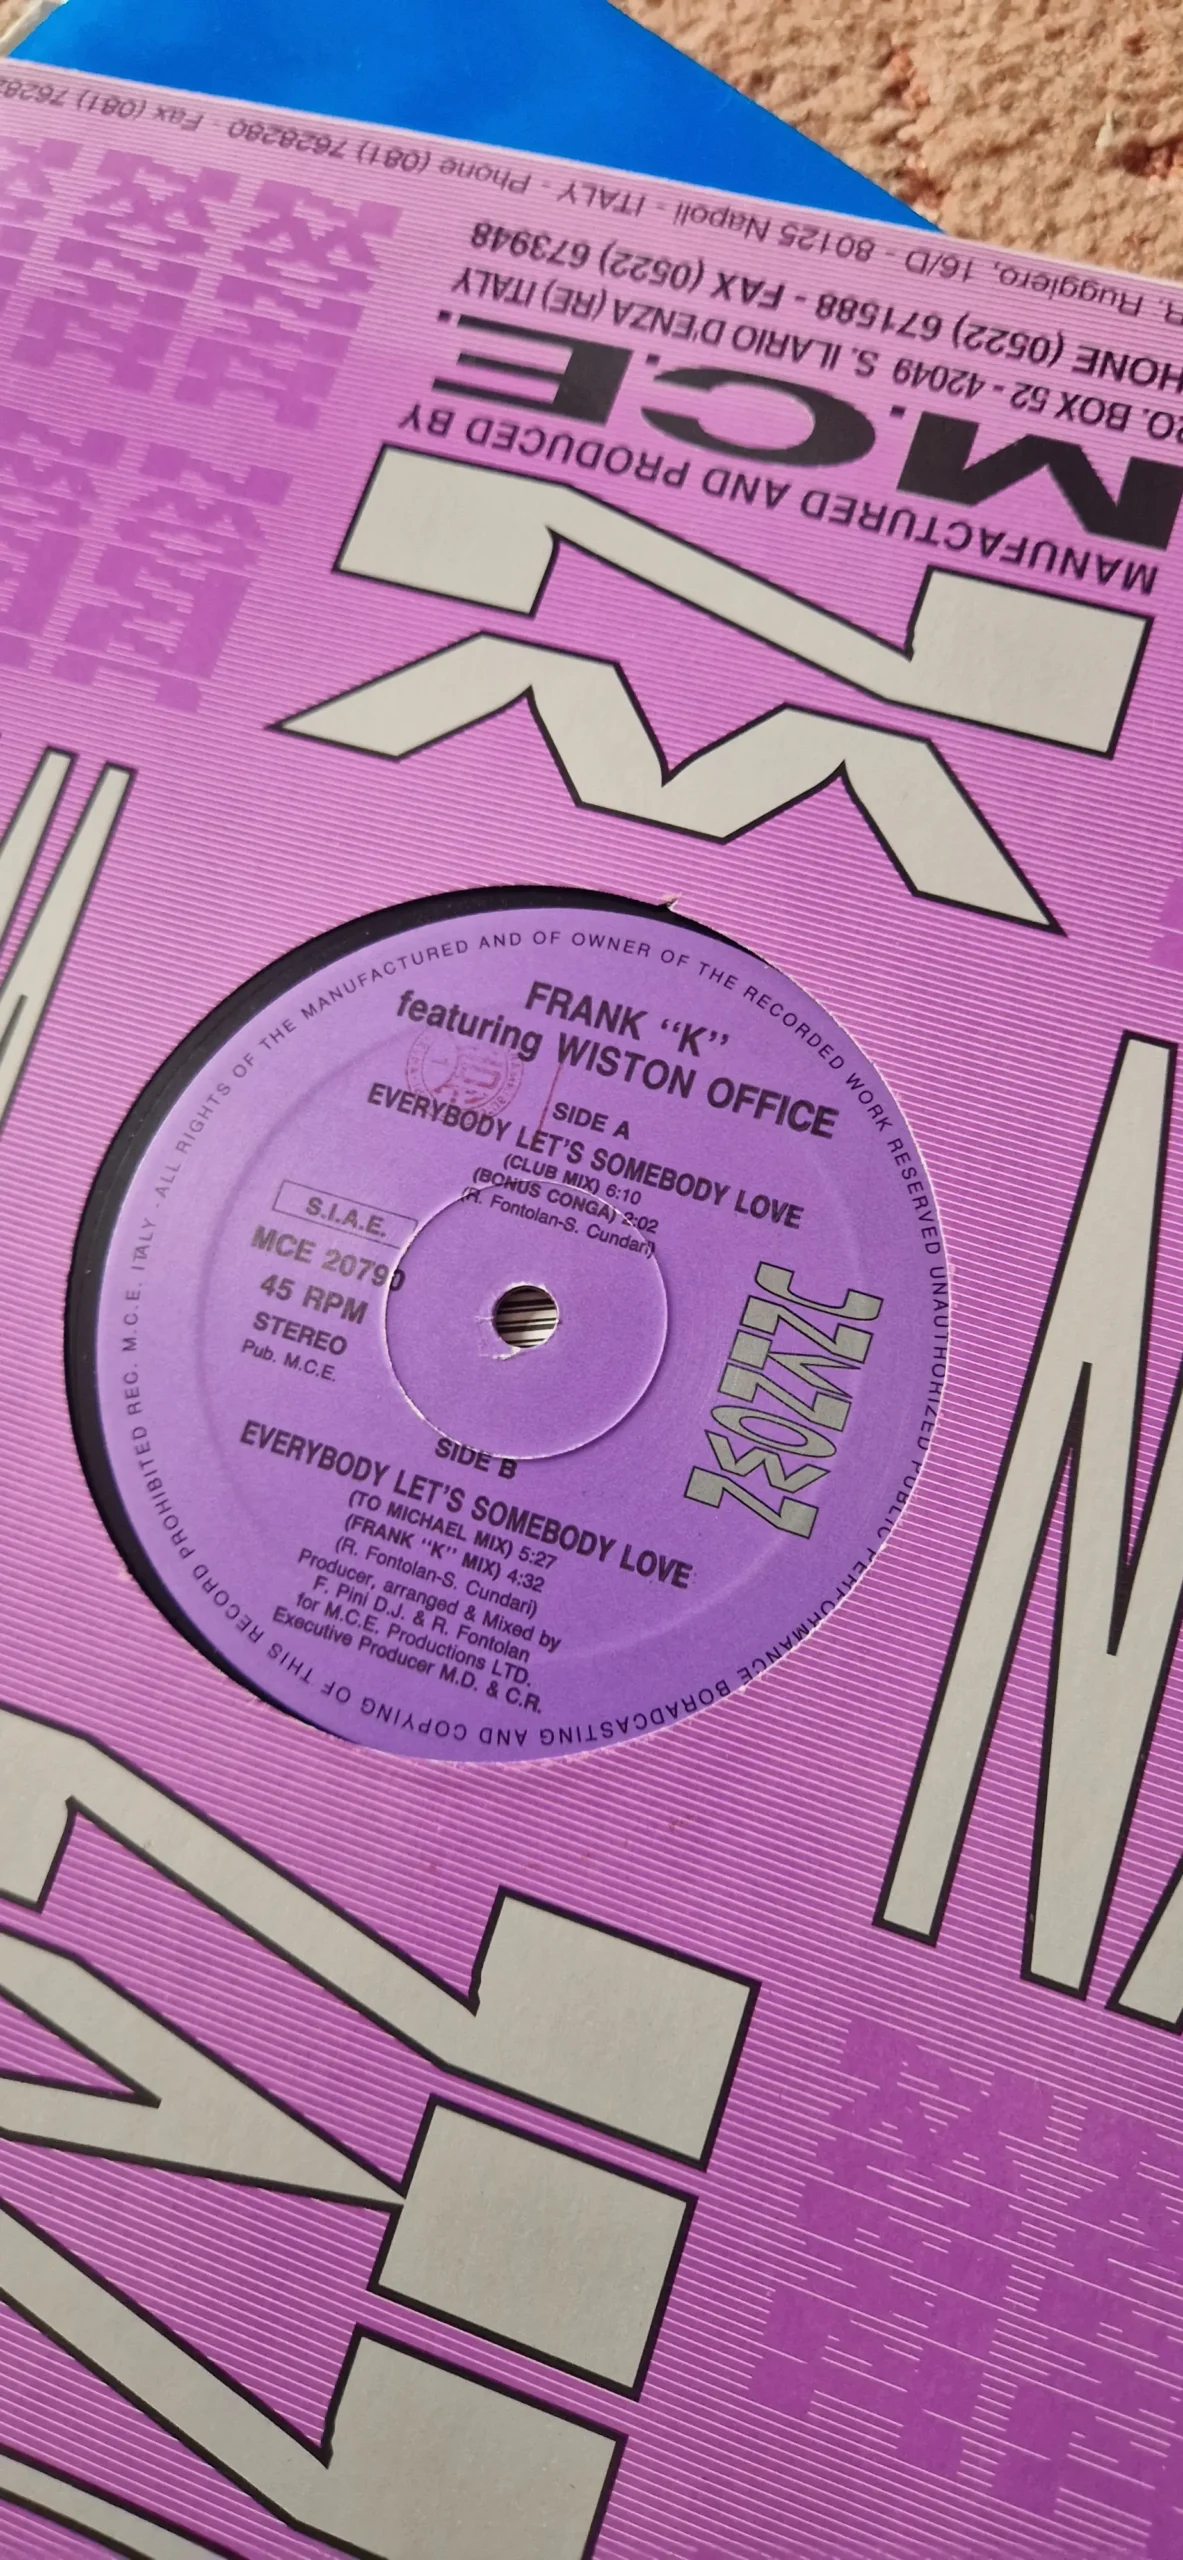 R. Ruggiero, 16/D - 80125 Napoli - ITALY - Phone (081) 7628280 - Fax (081) 76282
P.O. BOX 52 - 42049 S. ILARIO D'ENZA (RE) ITALY
PHONE (0522) 671588 - FAX (0522) 673948
MANUFACTURED AND PRODUCED BY
M.C.E.
FRANK “K”
featuring WISTON OFFICE
SIDE A
EVERYBODY LET'S SOMEBODY LOVE
(CLUB MIX) 6:10
(BONUS CONGA) 2:02
(R. Fontolan-S. Cundari)
S.I.A.E.
MCE 20790
45 RPM
STEREO
Pub. M.C.E.
SIDE B
EVERYBODY LET'S SOMEBODY LOVE
(TO MICHAEL MIX) 5:27
(FRANK “K” MIX) 4:32
(R. Fontolan-S. Cundari)
Producer, arranged & Mixed by
F. Pini D.J. & R. Fontolan
for M.C.E. Productions LTD.
Executive Producer M.D. & C.R.
REC. M.C.E. ITALY - ALL RIGHTS OF THE MANUFACTURED AND OF OWNER OF THE RECORDED WORK RESERVED UNAUTHORIZED PUBLIC PERFORMANCE BORADCASTING AND COPYING OF THIS RECORD PROHIBITED